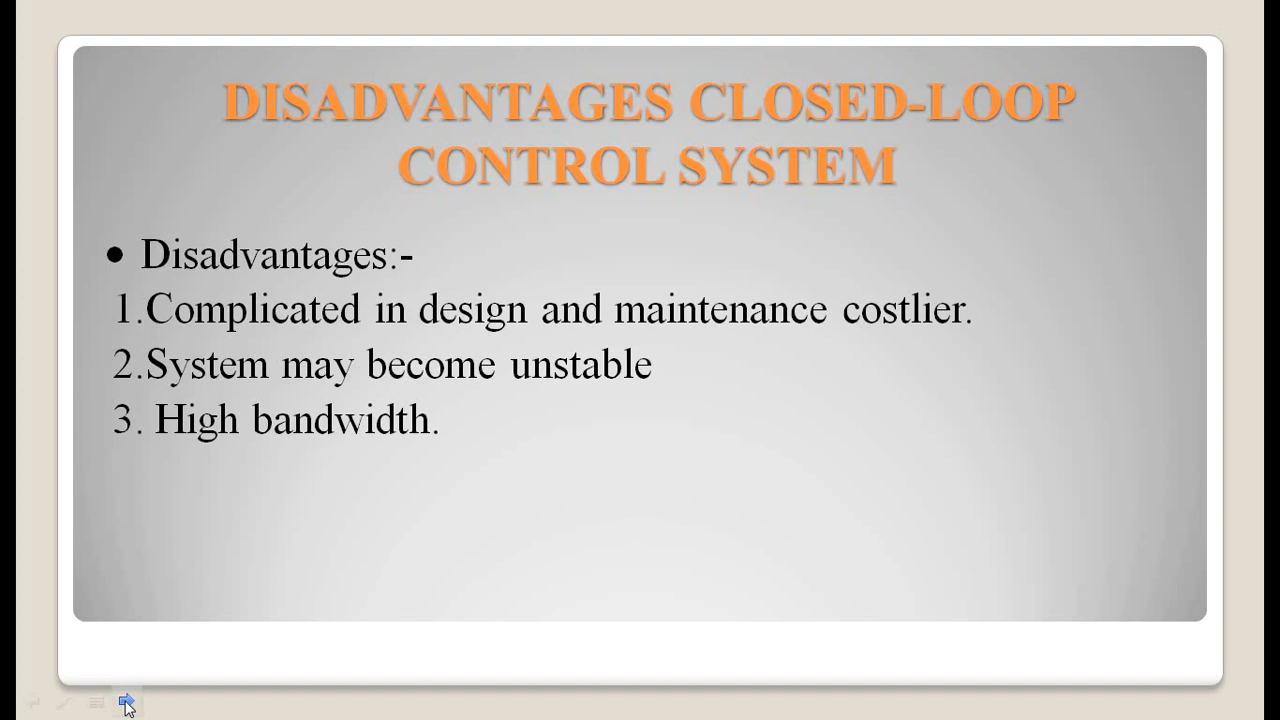 DISADVANTAGES CLOSED-LOOP
CONTROL SYSTEM
• Disadvantages:-
1.Complicated in design and maintenance costlier.
2.System may become unstable
3. High bandwidth.